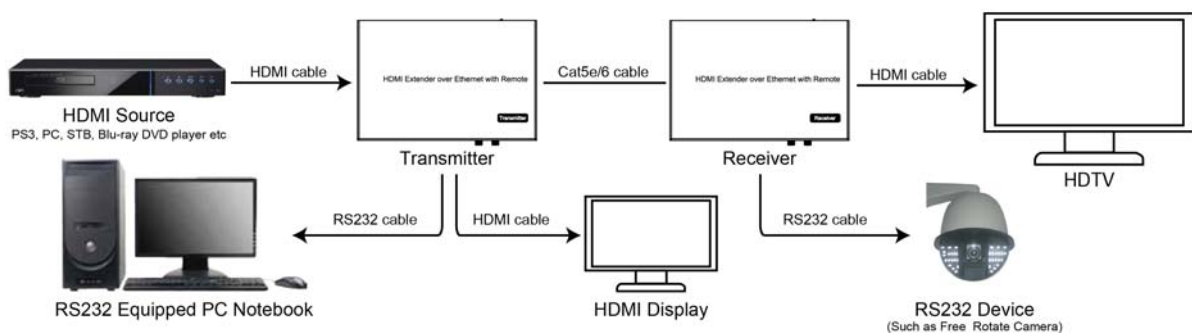 HDMI cable
HDMI Extender over Ethernet with Remote
Transmitter
Cat5e/6 cable
HDMI Extender over Ethernet with Remote
Receiver
HDMI cable
HDMI Source
PS3, PC, STB, Blu-ray DVD player etc
Transmitter
Receiver
HDTV
RS232 cable
HDMI cable
RS232 cable
RS232 Equipped PC Notebook
HDMI Display
RS232 Device
(Such as Free Rotate Camera)